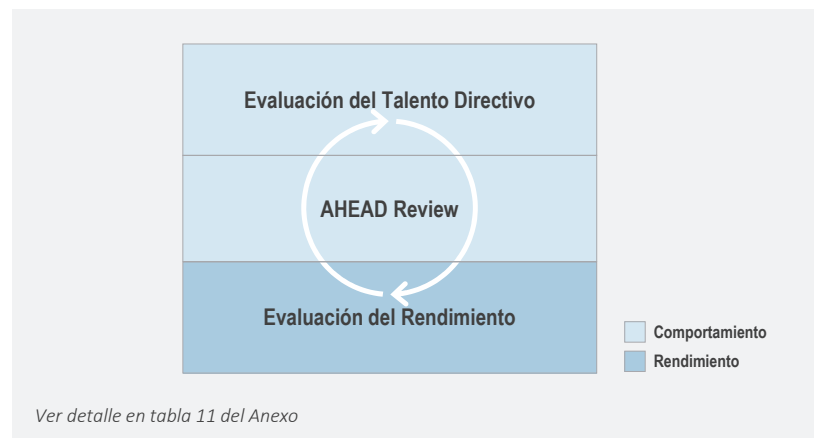 Evaluación del Talento Directivo
AHEAD Review
Evaluación del Rendimiento
Comportamiento
Rendimiento
Ver detalle en tabla 11 del Anexo